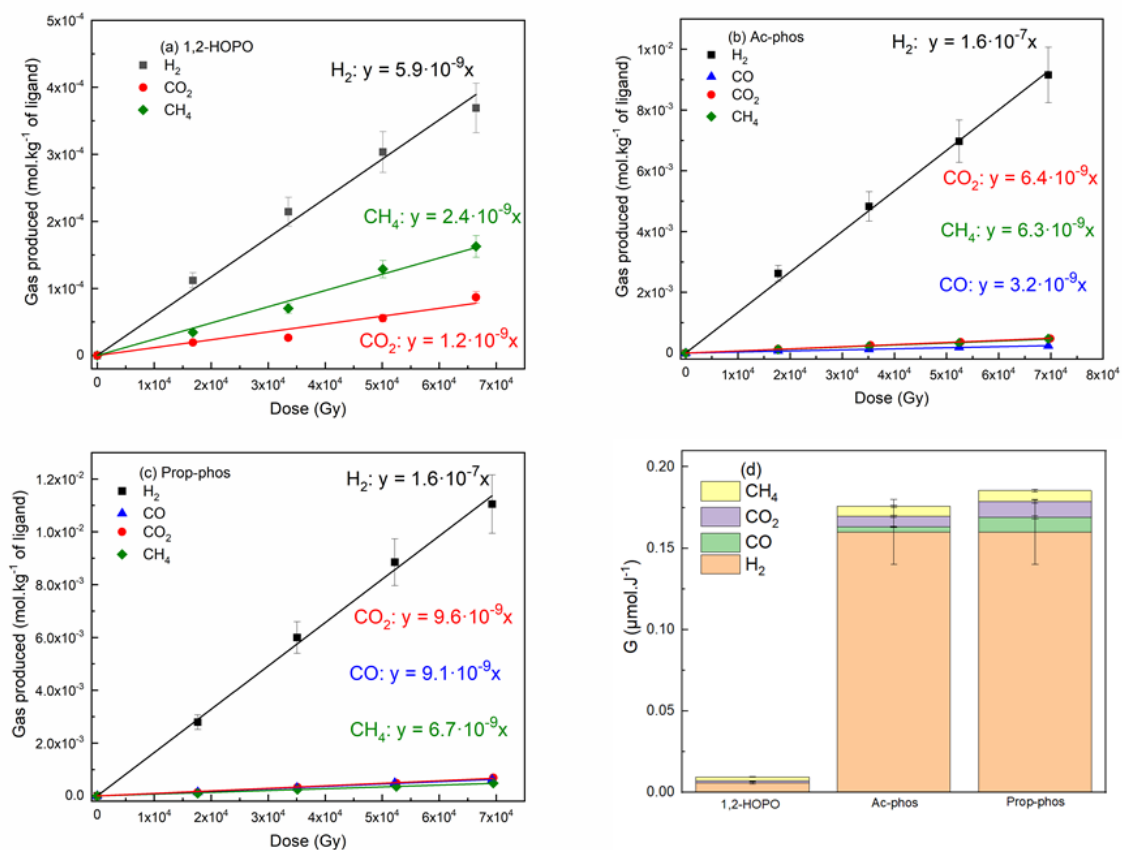 (a) 1,2-HOPO
H₂
CO₂
CH₄
H₂: y = 5.9·10⁻⁹x
CH₄: y = 2.4·10⁻⁹x
CO₂: y = 1.2·10⁻⁹x
Gas produced (mol.kg⁻¹ of ligand)
5x10⁻⁴
4x10⁻⁴
3x10⁻⁴
2x10⁻⁴
1x10⁻⁴
0
0 1x10⁴ 2x10⁴ 3x10⁴ 4x10⁴ 5x10⁴ 6x10⁴ 7x10⁴
Dose (Gy)
(b) Ac-phos
H₂
CO
CO₂
CH₄
H₂: y = 1.6·10⁻⁷x
CO₂: y = 6.4·10⁻⁹x
CH₄: y = 6.3·10⁻⁹x
CO: y = 3.2·10⁻⁹x
Gas produced (mol.kg⁻¹ of ligand)
1x10⁻²
8x10⁻³
6x10⁻³
4x10⁻³
2x10⁻³
0
0 1x10⁴ 2x10⁴ 3x10⁴ 4x10⁴ 5x10⁴ 6x10⁴ 7x10⁴ 8x10⁴
Dose (Gy)
(c) Prop-phos
H₂
CO
CO₂
CH₄
H₂: y = 1.6·10⁻⁷x
CO₂: y = 9.6·10⁻⁹x
CO: y = 9.1·10⁻⁹x
CH₄: y = 6.7·10⁻⁹x
Gas produced (mol.kg⁻¹ of ligand)
1.2x10⁻²
1.0x10⁻²
8.0x10⁻³
6.0x10⁻³
4.0x10⁻³
2.0x10⁻³
0.0
0 1x10⁴ 2x10⁴ 3x10⁴ 4x10⁴ 5x10⁴ 6x10⁴ 7x10⁴
Dose (Gy)
(d)
CH₄
CO₂
CO
H₂
G (µmol.J⁻¹)
0.20
0.15
0.10
0.05
0.00
1,2-HOPO Ac-phos Prop-phos